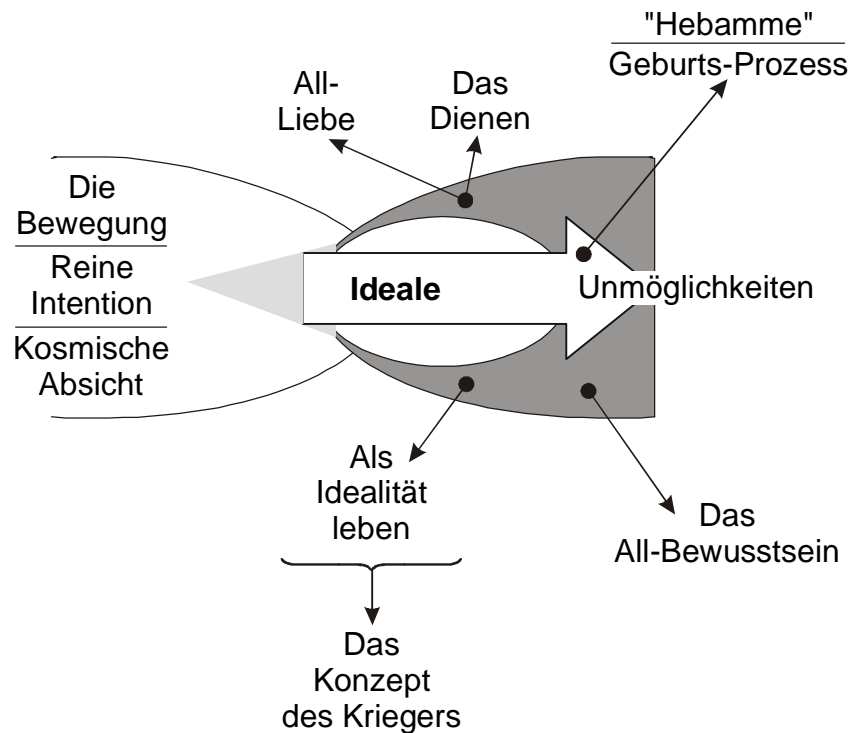 "Hebamme"
Geburts-Prozess
All-
Liebe
Das
Dienen
Die
Bewegung
Reine
Intention
Kosmische
Absicht
Ideale
Unmöglichkeiten
Als
Idealität
leben
Das
All-Bewusstsein
Das
Konzept
des Kriegers